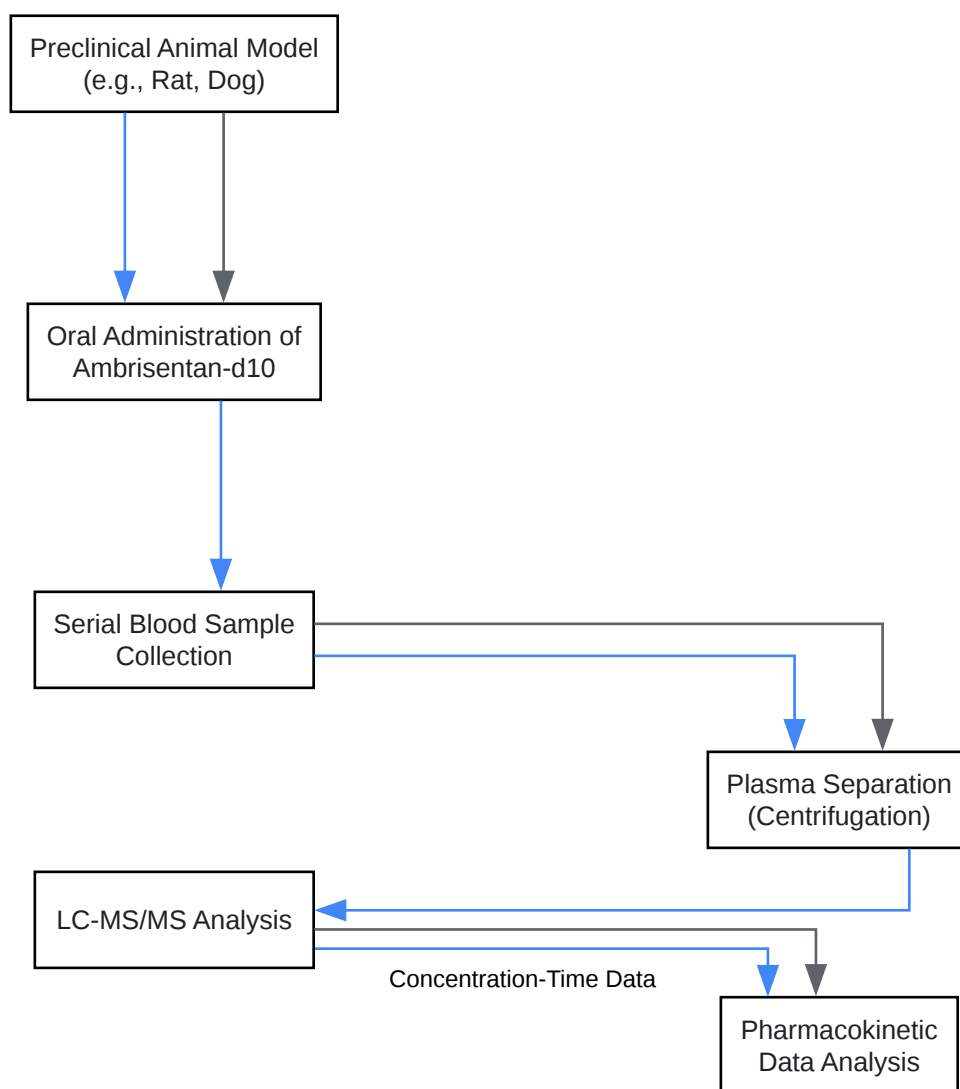 Preclinical Animal Model
(e.g., Rat, Dog)
Oral Administration of
Ambrisentan-d10
Serial Blood Sample
Collection
Plasma Separation
(Centrifugation)
LC-MS/MS Analysis
Concentration-Time Data
Pharmacokinetic
Data Analysis